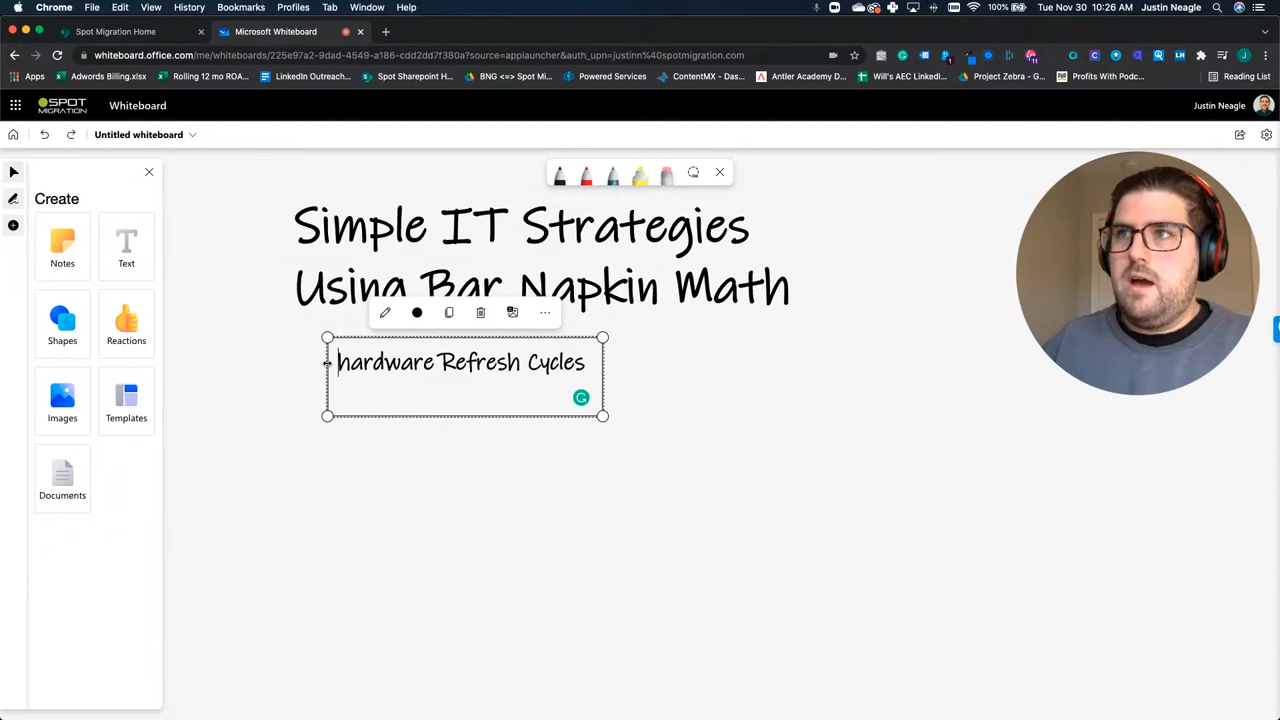 Chrome File Edit View History Bookmarks Profiles Tab Window Help
100% Tue Nov 30 10:26 AM Justin Neagle
Spot Migration Home
Microsoft Whiteboard
whiteboard.office.com/me/whiteboards/225e97a2-9dad-4549-a186-cdd2dd7f380a?source=applauncher&auth_upn=justinn%40spotmigration.com
Apps Adwords Billing.xlsx Rolling 12 mo ROA... LinkedIn Outreach... Spot Sharepoint H... BNG <=> Spot Mi... Powered Services ContentMX - Das... Antler Academy D... Will's AEC LinkedI... Project Zebra - G... Profits With Podc... Reading List
SPOT
MIGRATION
Whiteboard
Justin Neagle
Untitled whiteboard
Create
Notes Text
Shapes Reactions
Images Templates
Documents
Simple IT Strategies
Using Bar Napkin Math
hardware Refresh Cycles